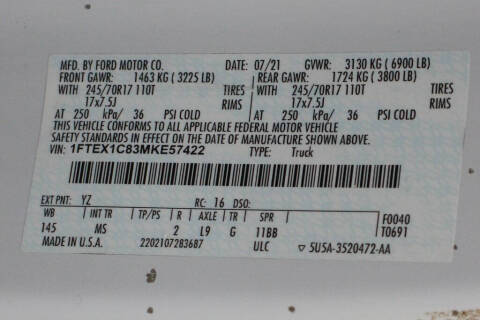 MFD. BY FORD MOTOR CO. DATE: 07/21 GVWR: 3130 KG ( 6900 LB)
FRONT GAWR: 1463 KG ( 3225 LB) REAR GAWR: 1724 KG ( 3800 LB)
WITH 245/70R17 110T TIRES WITH 245/70R17 110T TIRES
17x7.5J RIMS 17x7.5J RIMS
AT 250 kPa/ 36 PSI COLD AT 250 kPa/ 36 PSI COLD
THIS VEHICLE CONFORMS TO ALL APPLICABLE FEDERAL MOTOR VEHICLE
SAFETY STANDARDS IN EFFECT ON THE DATE OF MANUFACTURE SHOWN ABOVE.
VIN: 1FTEX1C83MKE57422 TYPE: Truck
EXT PNT: YZ RC: 16 DSO:
WB INT TR TP/PS R AXLE TR SPR F0040
145 MS 2 L9 G 11BB T0691
MADE IN U.S.A. 2202107283687 ULC ▽ 5U5A-3520472-AA